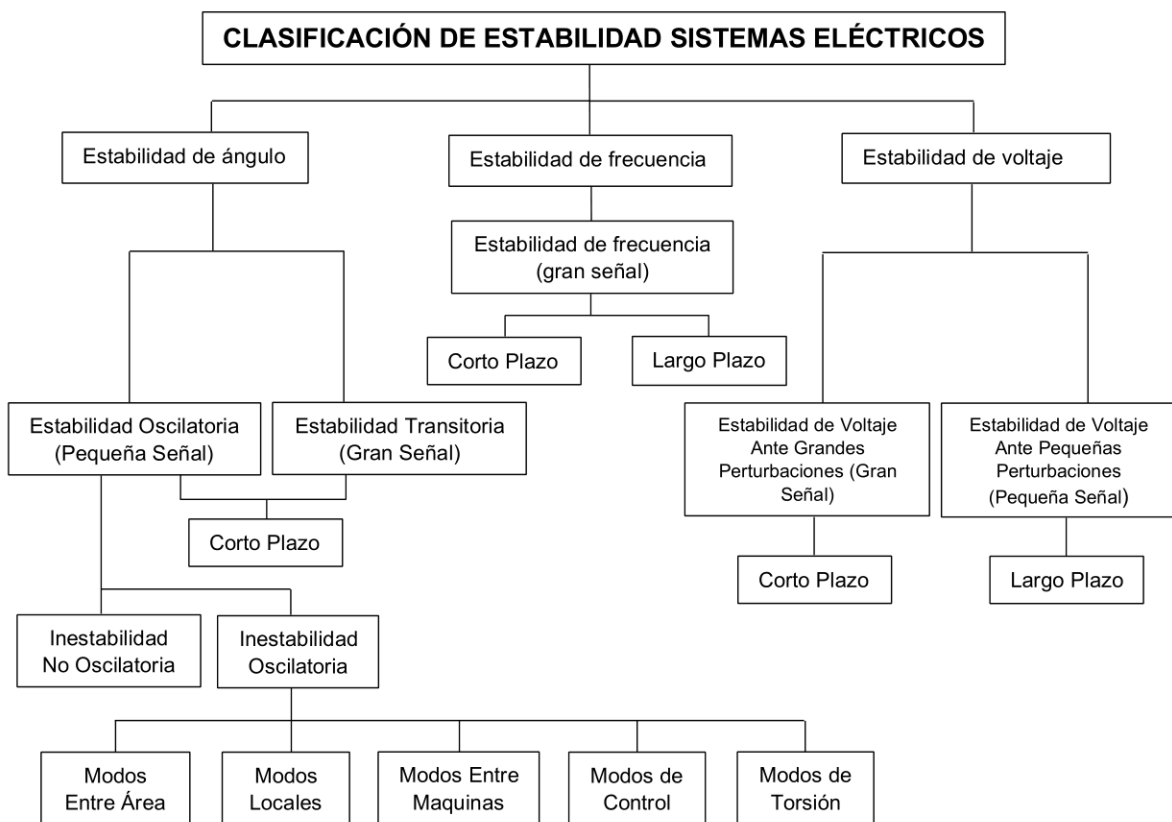 CLASIFICACIÓN DE ESTABILIDAD SISTEMAS ELÉCTRICOS
Estabilidad de ángulo
Estabilidad de frecuencia
Estabilidad de voltaje
Estabilidad de frecuencia
(gran señal)
Corto Plazo
Largo Plazo
Estabilidad Oscilatoria
(Pequeña Señal)
Estabilidad Transitoria
(Gran Señal)
Estabilidad de Voltaje
Ante Grandes
Perturbaciones (Gran
Señal)
Estabilidad de Voltaje
Ante Pequeñas
Perturbaciones
(Pequeña Señal)
Corto Plazo
Corto Plazo
Largo Plazo
Inestabilidad
No Oscilatoria
Inestabilidad
Oscilatoria
Modos
Entre Área
Modos
Locales
Modos Entre
Maquinas
Modos de
Control
Modos de
Torsión